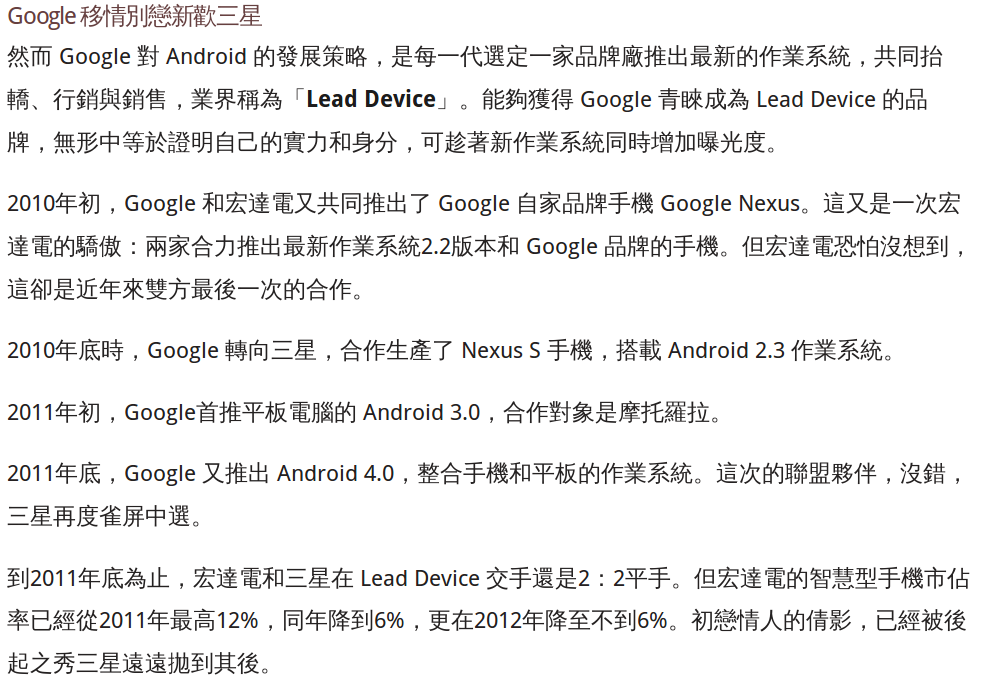 Google 移情別戀新歡三星
然而 Google 對 Android 的發展策略，是每一代選定一家品牌廠推出最新的作業系統，共同抬
轎、行銷與銷售，業界稱為「Lead Device」。能夠獲得 Google 青睞成為 Lead Device 的品
牌，無形中等於證明自己的實力和身分，可趁著新作業系統同時增加曝光度。
2010年初，Google 和宏達電又共同推出了 Google 自家品牌手機 Google Nexus。這又是一次宏
達電的驕傲：兩家合力推出最新作業系統2.2版本和 Google 品牌的手機。但宏達電恐怕沒想到，
這卻是近年來雙方最後一次的合作。
2010年底時，Google 轉向三星，合作生產了 Nexus S 手機，搭載 Android 2.3 作業系統。
2011年初，Google首推平板電腦的 Android 3.0，合作對象是摩托羅拉。
2011年底，Google 又推出 Android 4.0，整合手機和平板的作業系統。這次的聯盟夥伴，沒錯，
三星再度雀屏中選。
到2011年底為止，宏達電和三星在 Lead Device 交手還是2：2平手。但宏達電的智慧型手機市佔
率已經從2011年最高12%，同年降到6%，更在2012年降至不到6%。初戀情人的倩影，已經被後
起之秀三星遠遠拋到其後。